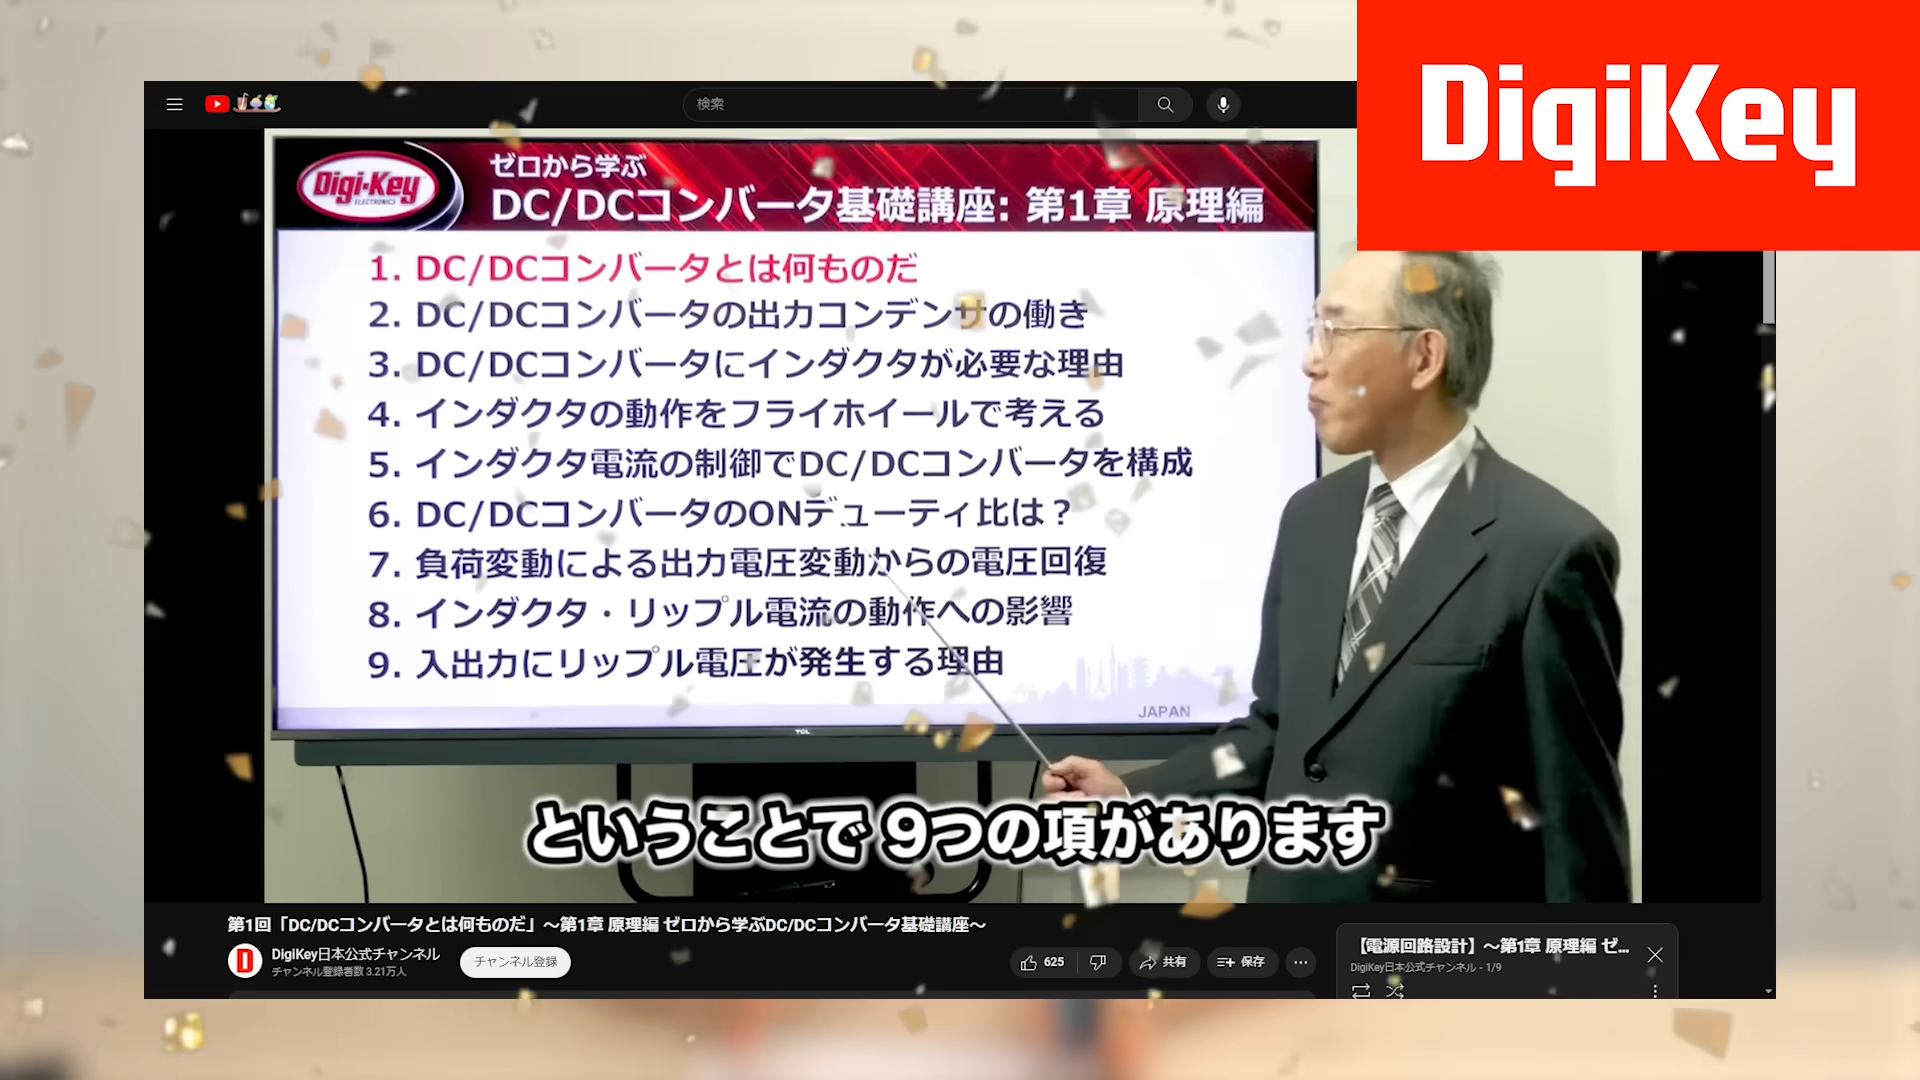 DigiKey
検索
Digi-Key
ELECTRONICS
ゼロから学ぶ
DC/DCコンバータ基礎講座: 第1章 原理編
1. DC/DCコンバータとは何ものだ
2. DC/DCコンバータの出力コンデンサの働き
3. DC/DCコンバータにインダクタが必要な理由
4. インダクタの動作をフライホイールで考える
5. インダクタ電流の制御でDC/DCコンバータを構成
6. DC/DCコンバータのONデューティ比は？
7. 負荷変動による出力電圧変動からの電圧回復
8. インダクタ・リップル電流の動作への影響
9. 入出力にリップル電圧が発生する理由
JAPAN
TCL
ということで 9つの項があります
第1回「DC/DCコンバータとは何ものだ」～第1章 原理編 ゼロから学ぶDC/DCコンバータ基礎講座～
DigiKey日本公式チャンネル
チャンネル登録者数 3.21万人
チャンネル登録
625
共有
保存
【電源回路設計】～第1章 原理編 ゼ...
DigiKey日本公式チャンネル - 1/9